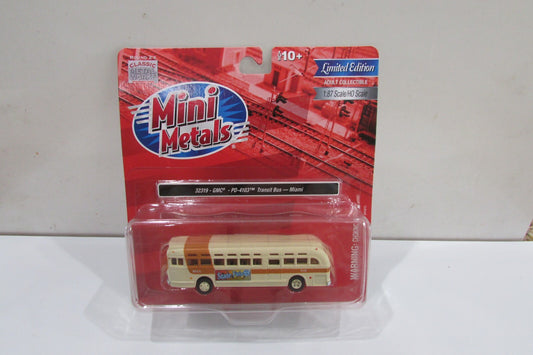 CLASSIC
METAL
WORKS
$10+
Limited Edition
ADULT COLLECTIBLE
1:87 Scale/HO Scale
Mini
Metals
32319 - GMC® - PD-4103™ Transit Bus — Miami
WARNING: